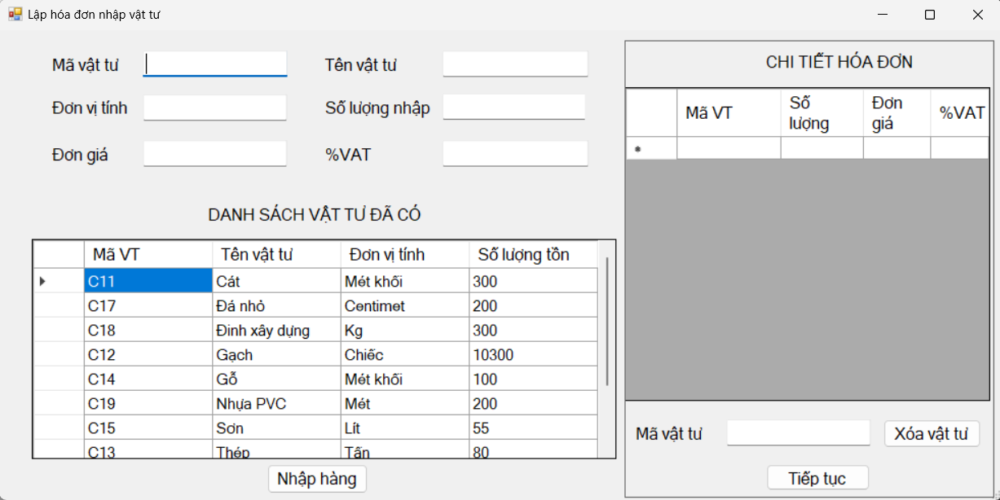 Lập hóa đơn nhập vật tư
Mã vật tư
Tên vật tư
Đơn vị tính
Số lượng nhập
Đơn giá
%VAT
DANH SÁCH VẬT TƯ ĐÃ CÓ
Mã VT Tên vật tư Đơn vị tính Số lượng tồn
C11 Cát Mét khối 300
C17 Đá nhỏ Centimet 200
C18 Đinh xây dựng Kg 300
C12 Gạch Chiếc 10300
C14 Gỗ Mét khối 100
C19 Nhựa PVC Mét 200
C15 Sơn Lít 55
C13 Thép Tấn 80
Nhập hàng
CHI TIẾT HÓA ĐƠN
Mã VT Số lượng Đơn giá %VAT
Mã vật tư
Xóa vật tư
Tiếp tục